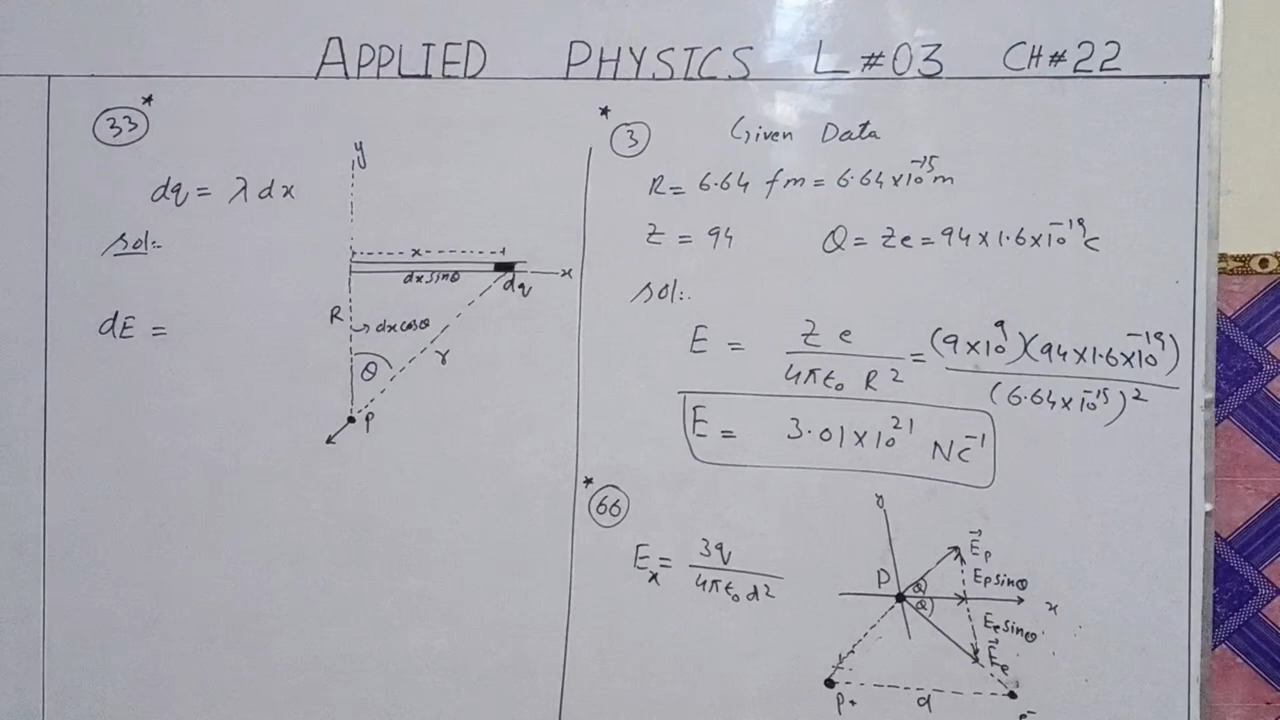 APPLIED PHYSICS L #03 CH#22
*
33
dq = λ dx
sol:-
dE =
y
x
dx sinθ
dq
x
R
dx cosθ
θ
r
P
*
3
Given Data
R = 6.64 fm = 6.64×10⁻¹⁵ m
Z = 94 Q = Ze = 94×1.6×10⁻¹⁹ C
sol:.
E = Z e / 4πε₀ R² = (9×10⁹)(94×1.6×10⁻¹⁹) / (6.64×10⁻¹⁵)²
E = 3.01×10²¹ NC⁻¹
*
66
Eₓ = 3q / 4πε₀ d²
y
E⃗p
P
θ
Ep sinθ
x
θ
Ee sinθ
E⃗e
P+
d